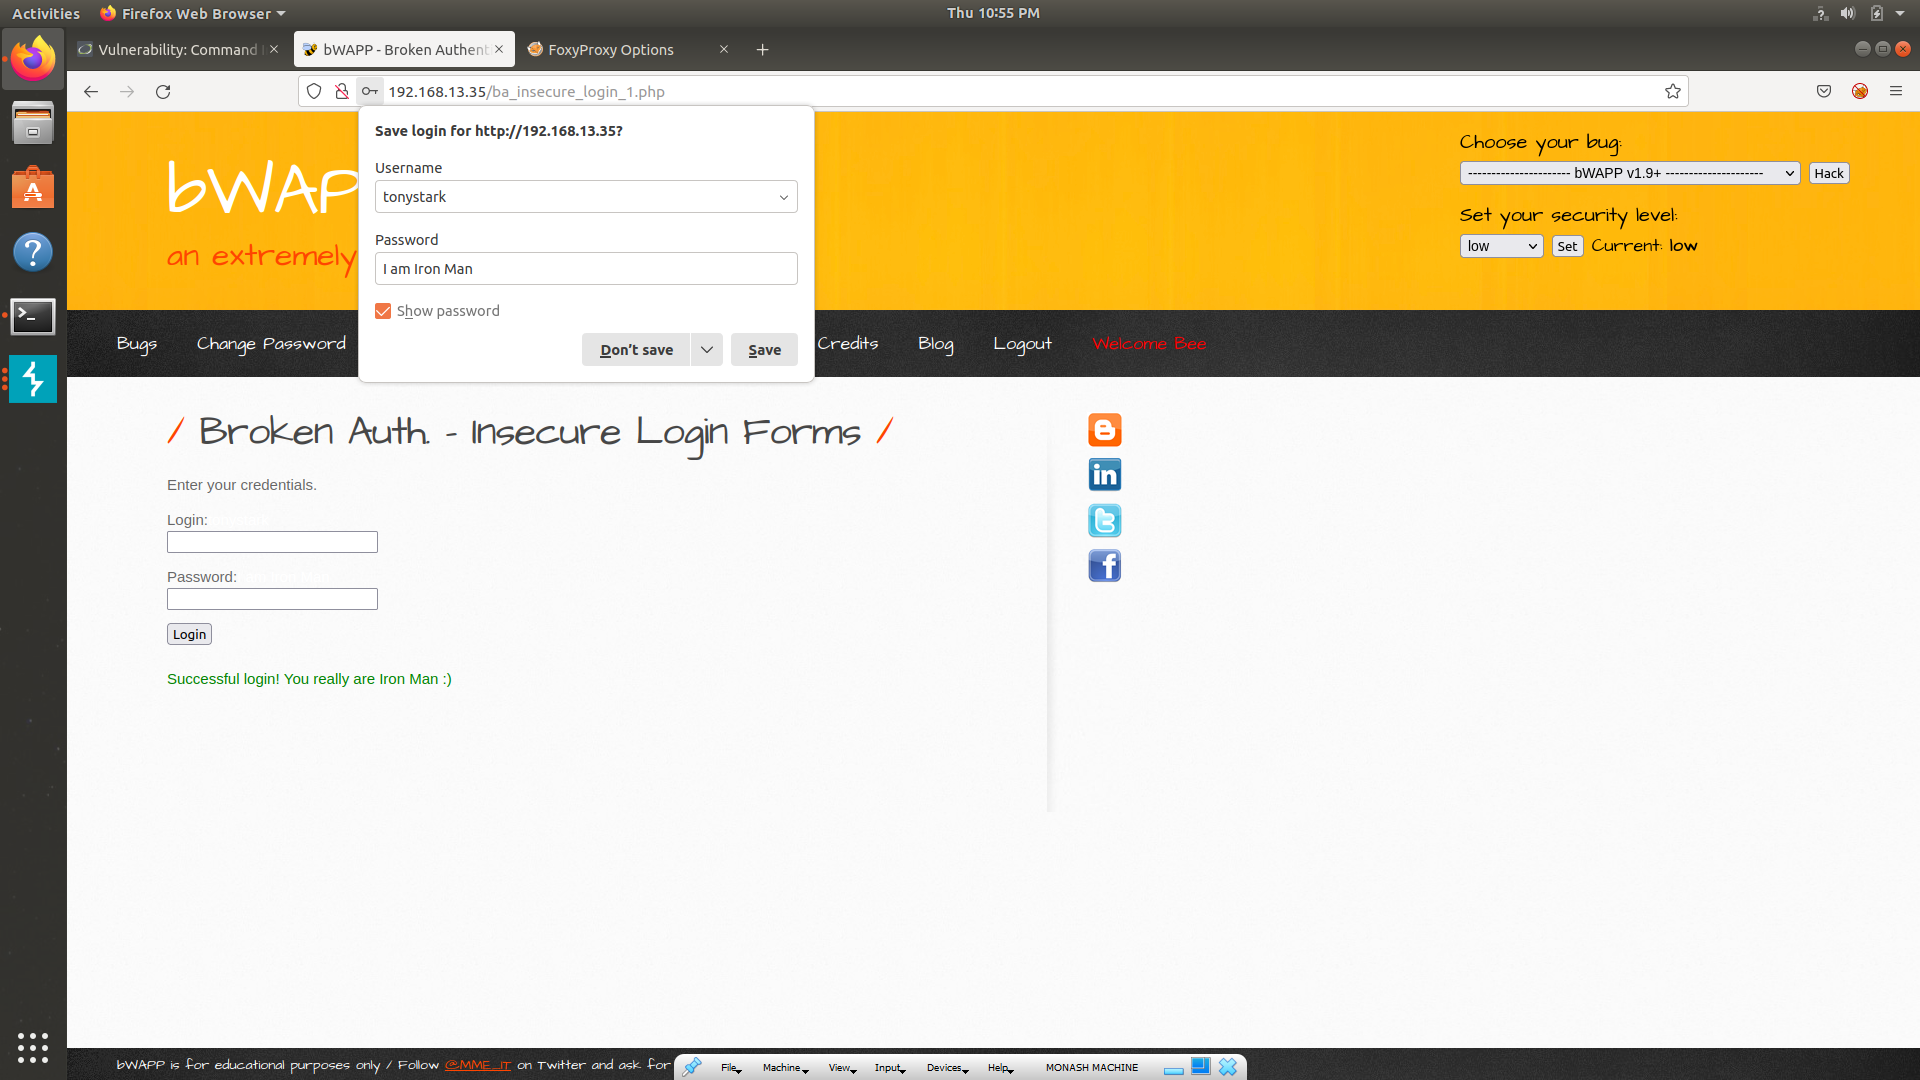 Activities
Firefox Web Browser
Thu 10:55 PM
Vulnerability: Command
bWAPP - Broken Authent
FoxyProxy Options
192.168.13.35/ba_insecure_login_1.php
Save login for http://192.168.13.35?
Username
tonystark
Password
I am Iron Man
Show password
Don't save
Save
bWAPP
an extremely
Choose your bug:
---------------------- bWAPP v1.9+ ---------------------
Hack
Set your security level:
low
Set
Current: low
Bugs
Change Password
Credits
Blog
Logout
Welcome Bee
/ Broken Auth. - Insecure Login Forms /
Enter your credentials.
Login:
Password:
Login
Successful login! You really are Iron Man :)
bWAPP is for educational purposes only / Follow @MME_IT on Twitter and ask for
File
Machine
View
Input
Devices
Help
MONASH MACHINE